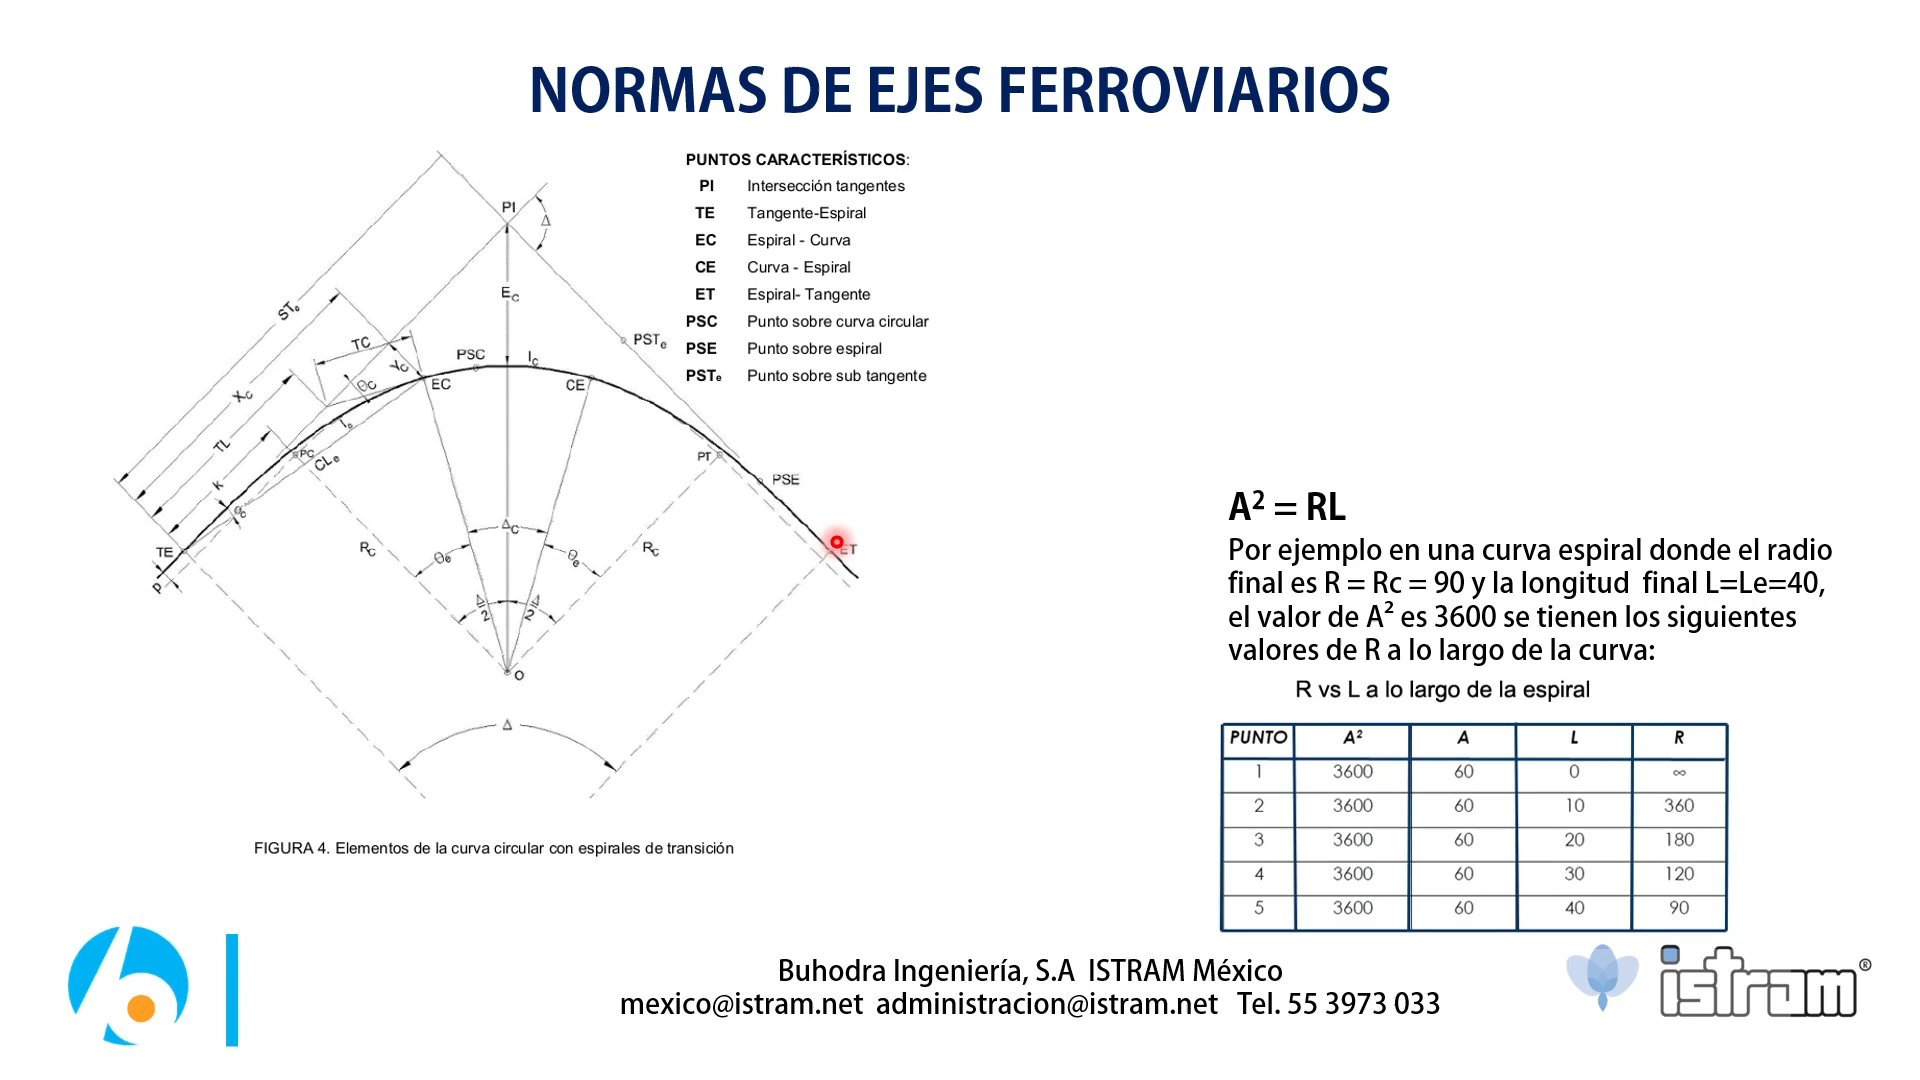 NORMAS DE EJES FERROVIARIOS
PUNTOS CARACTERÍSTICOS:
PI Intersección tangentes
TE Tangente-Espiral
EC Espiral - Curva
CE Curva - Espiral
ET Espiral- Tangente
PSC Punto sobre curva circular
PSE Punto sobre espiral
PSTe Punto sobre sub tangente
PI
Δ
Ec
STe
TC
Yc
PSC
lc
PSTe
θc
EC
CE
Xc
le
TL
PC
CLe
PT
PSE
k
TE
Rc
θe
Δc
θe
Rc
ET
P
Δ/2
Δ/2
O
Δ
FIGURA 4. Elementos de la curva circular con espirales de transición
A² = RL
Por ejemplo en una curva espiral donde el radio
final es R = Rc = 90 y la longitud final L=Le=40,
el valor de A² es 3600 se tienen los siguientes
valores de R a lo largo de la curva:
R vs L a lo largo de la espiral
PUNTO A² A L R
1 3600 60 0 ∞
2 3600 60 10 360
3 3600 60 20 180
4 3600 60 30 120
5 3600 60 40 90
Buhodra Ingeniería, S.A ISTRAM México
mexico@istram.net administracion@istram.net Tel. 55 3973 033
istram®